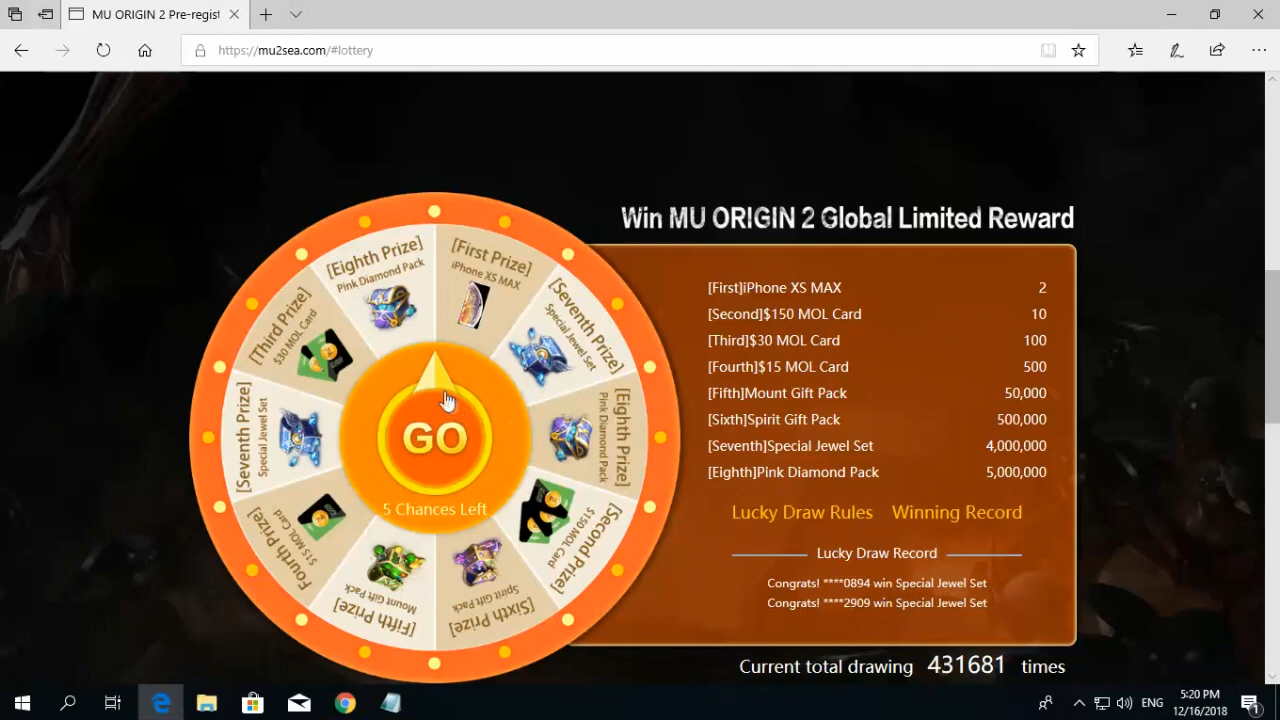 MU ORIGIN 2 Pre-regist
https://mu2sea.com/#lottery
Win MU ORIGIN 2 Global Limited Reward
[Eighth Prize]
Pink Diamond Pack
[First Prize]
iPhone XS MAX
[Seventh Prize]
Special Jewel Set
[Eighth Prize]
Pink Diamond Pack
[Second Prize]
$150 MOL Card
[Sixth Prize]
Spirit Gift Pack
[Fifth Prize]
Mount Gift Pack
[Fourth Prize]
$15 MOL Card
[Seventh Prize]
Special Jewel Set
[Third Prize]
$30 MOL Card
GO
5 Chances Left
[First]iPhone XS MAX 2
[Second]$150 MOL Card 10
[Third]$30 MOL Card 100
[Fourth]$15 MOL Card 500
[Fifth]Mount Gift Pack 50,000
[Sixth]Spirit Gift Pack 500,000
[Seventh]Special Jewel Set 4,000,000
[Eighth]Pink Diamond Pack 5,000,000
Lucky Draw Rules Winning Record
Lucky Draw Record
Congrats! ****0894 win Special Jewel Set
Congrats! ****2909 win Special Jewel Set
Current total drawing 431681 times
ENG
5:20 PM
12/16/2018
1